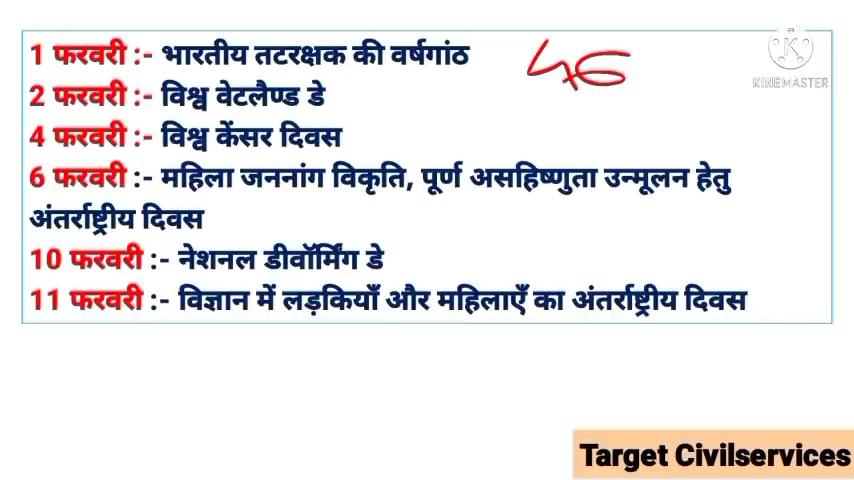 1 फरवरी :- भारतीय तटरक्षक की वर्षगांठ
46
KINEMASTER
2 फरवरी :- विश्व वेटलैण्ड डे
4 फरवरी :- विश्व केंसर दिवस
6 फरवरी :- महिला जननांग विकृति, पूर्ण असहिष्णुता उन्मूलन हेतु
अंतर्राष्ट्रीय दिवस
10 फरवरी :- नेशनल डीवॉर्मिंग डे
11 फरवरी :- विज्ञान में लड़कियाँ और महिलाएँ का अंतर्राष्ट्रीय दिवस
Target Civilservices